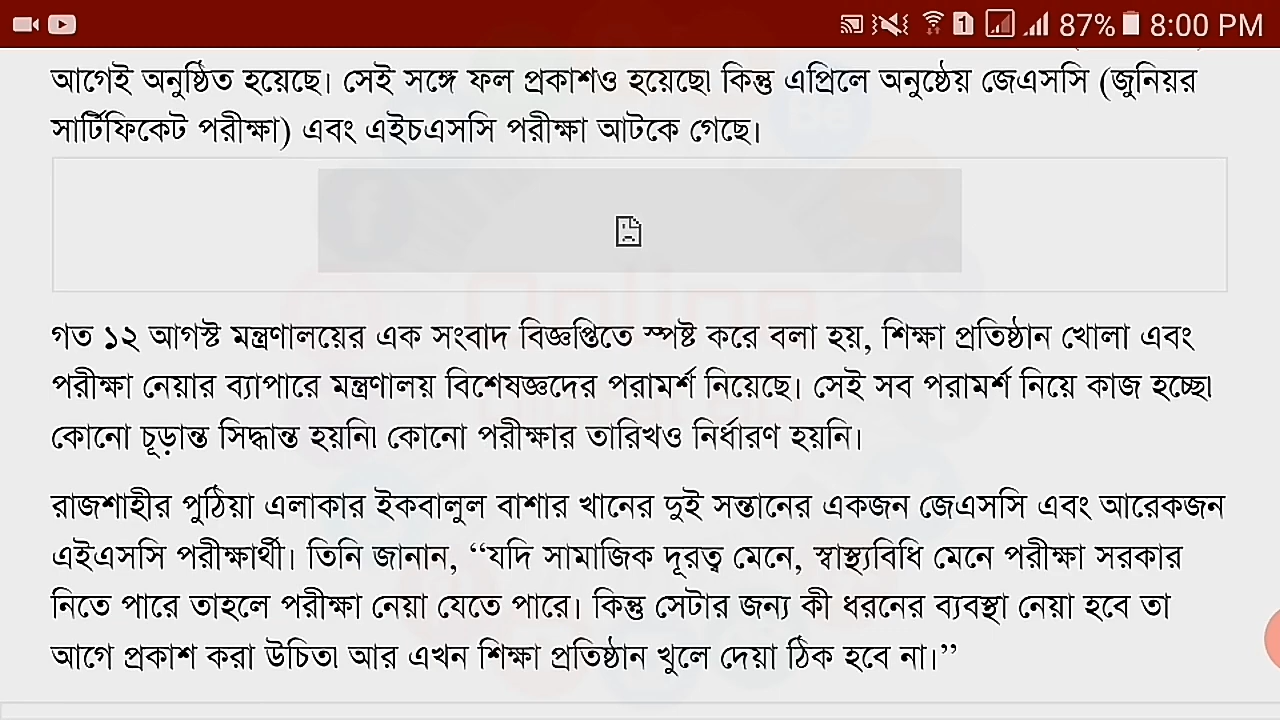 1 87% 8:00 PM
আগেই অনুষ্ঠিত হয়েছে। সেই সঙ্গে ফল প্রকাশও হয়েছে৷ কিন্তু এপ্রিলে অনুষ্ঠেয় জেএসসি (জুনিয়র
সার্টিফিকেট পরীক্ষা) এবং এইচএসসি পরীক্ষা আটকে গেছে।
গত ১২ আগস্ট মন্ত্রণালয়ের এক সংবাদ বিজ্ঞপ্তিতে স্পষ্ট করে বলা হয়, শিক্ষা প্রতিষ্ঠান খোলা এবং
পরীক্ষা নেয়ার ব্যাপারে মন্ত্রণালয় বিশেষজ্ঞদের পরামর্শ নিয়েছে। সেই সব পরামর্শ নিয়ে কাজ হচ্ছে৷
কোনো চূড়ান্ত সিদ্ধান্ত হয়নি৷ কোনো পরীক্ষার তারিখও নির্ধারণ হয়নি।
রাজশাহীর পুঠিয়া এলাকার ইকবালুল বাশার খানের দুই সন্তানের একজন জেএসসি এবং আরেকজন
এইএসসি পরীক্ষার্থী। তিনি জানান, ‘‘যদি সামাজিক দূরত্ব মেনে, স্বাস্থ্যবিধি মেনে পরীক্ষা সরকার
নিতে পারে তাহলে পরীক্ষা নেয়া যেতে পারে। কিন্তু সেটার জন্য কী ধরনের ব্যবস্থা নেয়া হবে তা
আগে প্রকাশ করা উচিত৷ আর এখন শিক্ষা প্রতিষ্ঠান খুলে দেয়া ঠিক হবে না।’’